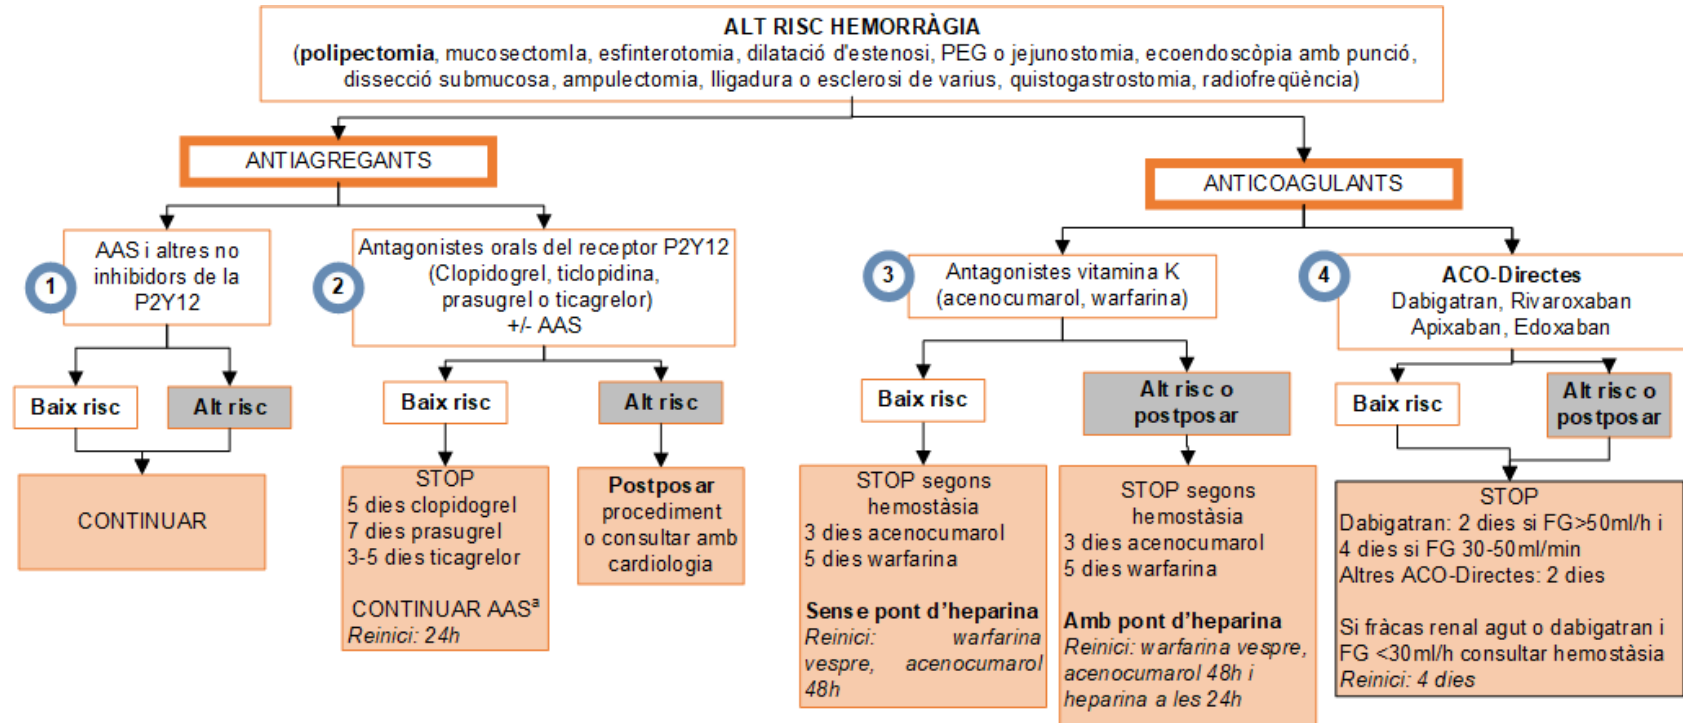 ALT RISC HEMORRÀGIA
(polipectomia, mucosectomIa, esfinterotomia, dilatació d'estenosi, PEG o jejunostomia, ecoendoscòpia amb punció,
dissecció submucosa, ampulectomia, lligadura o esclerosi de varius, quistogastrostomia, radiofreqüència)
ANTIAGREGANTS
ANTICOAGULANTS
1
AAS i altres no
inhibidors de la
P2Y12
2
Antagonistes orals del receptor P2Y12
(Clopidogrel, ticlopidina,
prasugrel o ticagrelor)
+/- AAS
3
Antagonistes vitamina K
(acenocumarol, warfarina)
4
ACO-Directes
Dabigatran, Rivaroxaban
Apixaban, Edoxaban
Baix risc
Alt risc
Baix risc
Alt risc
Baix risc
Alt risc o
postposar
Baix risc
Alt risc o
postposar
CONTINUAR
STOP
5 dies clopidogrel
7 dies prasugrel
3-5 dies ticagrelor
CONTINUAR AASª
Reinici: 24h
Postposar
procediment
o consultar amb
cardiologia
STOP segons
hemostàsia
3 dies acenocumarol
5 dies warfarina
Sense pont d'heparina
Reinici: warfarina
vespre, acenocumarol
48h
STOP segons
hemostàsia
3 dies acenocumarol
5 dies warfarina
Amb pont d'heparina
Reinici: warfarina vespre,
acenocumarol 48h i
heparina a les 24h
STOP
Dabigatran: 2 dies si FG>50ml/h i
4 dies si FG 30-50ml/min
Altres ACO-Directes: 2 dies
Si fràcas renal agut o dabigatran i
FG <30ml/h consultar hemostàsia
Reinici: 4 dies